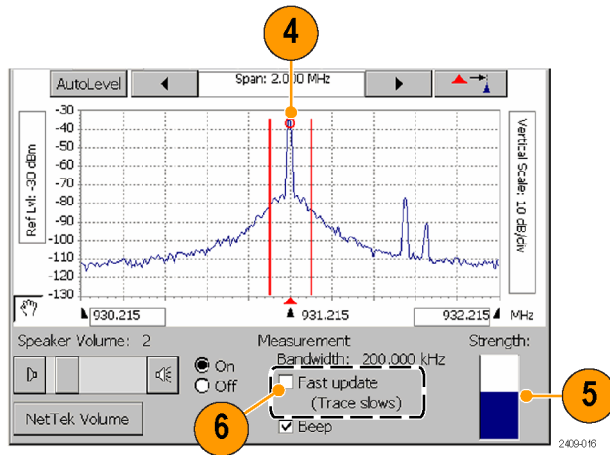 4
AutoLevel
Span: 2.000 MHz
-30
-40
-50
-60
-70
-80
-90
-100
-110
-120
-130
Ref Lvl: -30 dBm
Vertical Scale: 10 dB/div
930.215
931.215
932.215
MHz
Speaker Volume: 2
On
Off
NetTek Volume
Measurement
Bandwidth: 200.000 kHz
Fast update
(Trace slows)
Beep
Strength:
5
6
2409-016